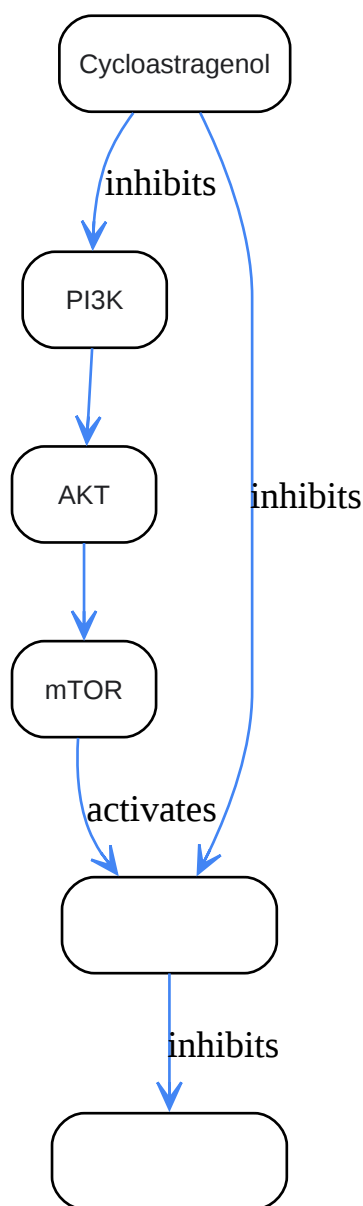 Cycloastragenol
inhibits
PI3K
AKT
inhibits
mTOR
activates
inhibits